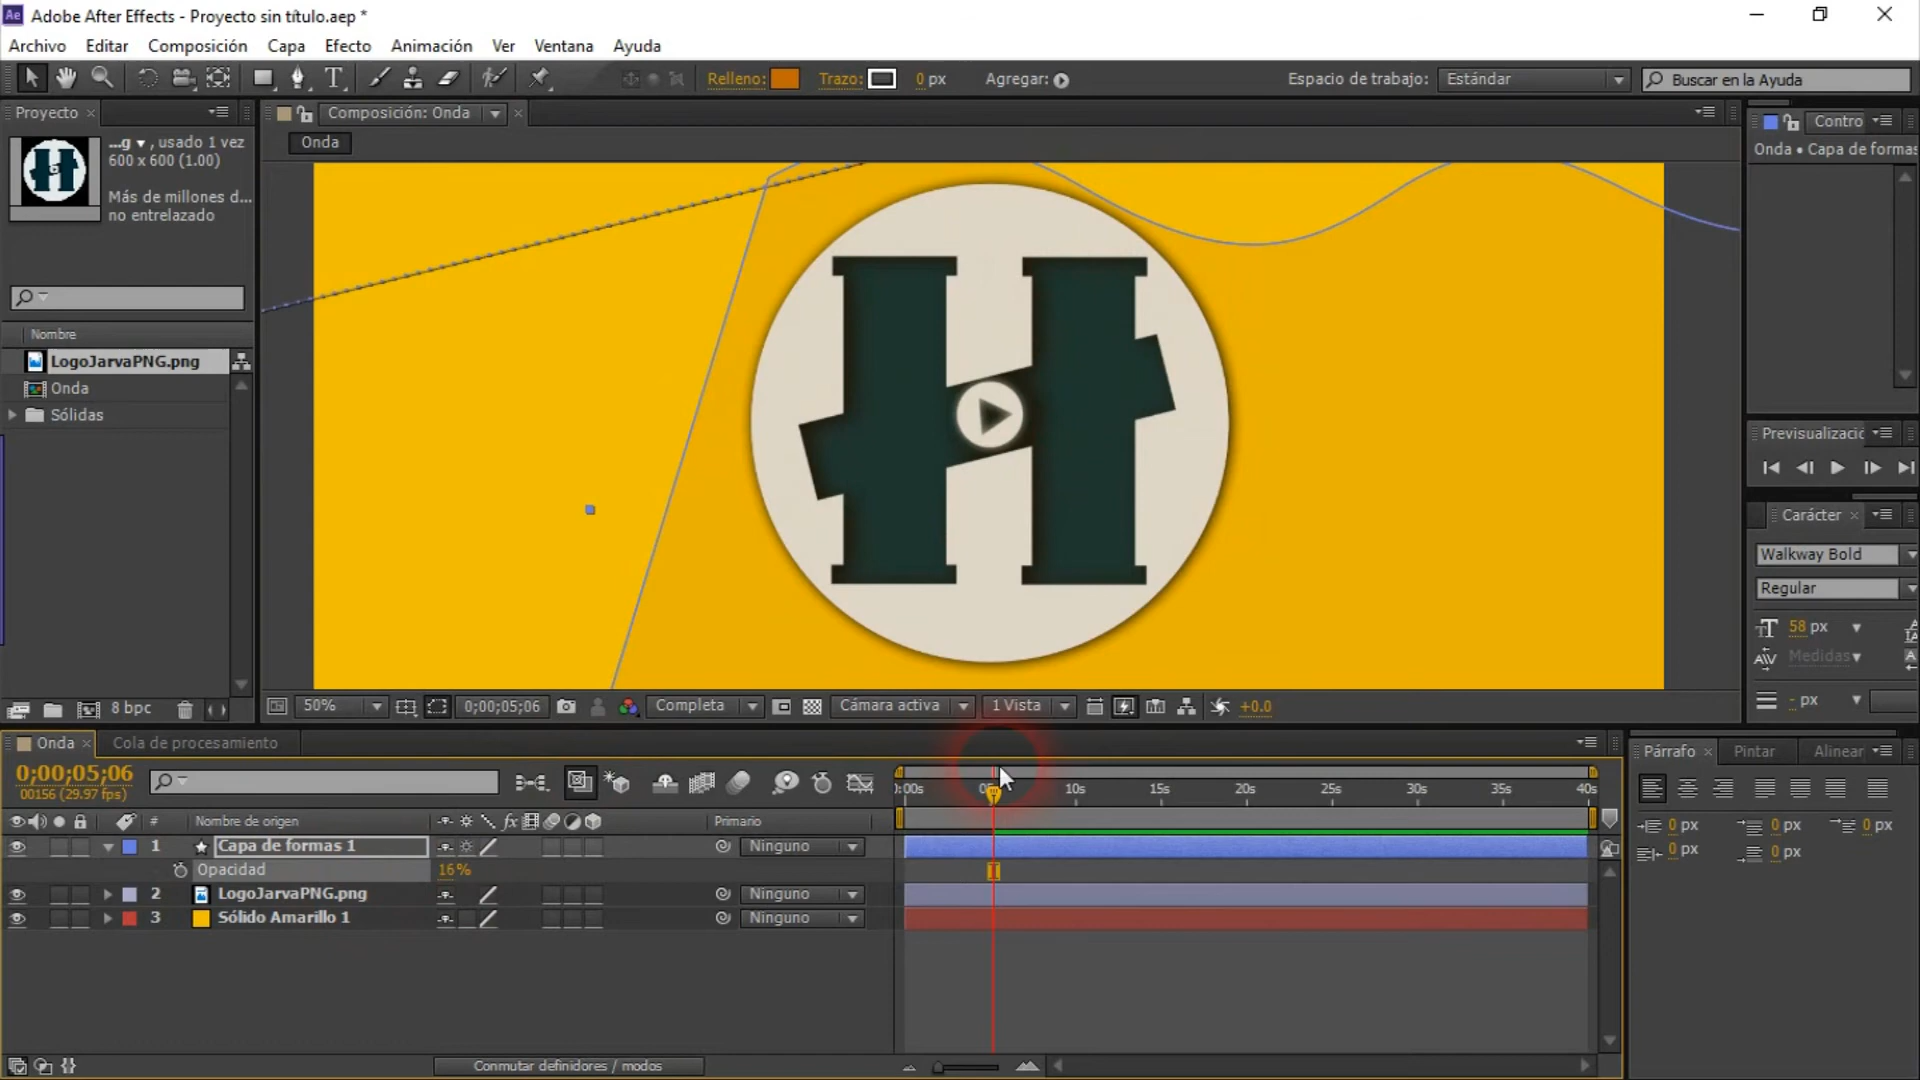 Ae Adobe After Effects - Proyecto sin título.aep *
Archivo Editar Composición Capa Efecto Animación Ver Ventana Ayuda
Relleno: Trazo: 0 px Agregar: Espacio de trabajo: Estándar Buscar en la Ayuda
Proyecto
...g ▾ , usado 1 vez
600 x 600 (1.00)
Más de millones d...
no entrelazado
Nombre
LogoJarvaPNG.png
Onda
Sólidas
8 bpc
Composición: Onda
Onda
H
50% 0;00;05;06 Completa Cámara activa 1 Vista +0.0
Contro
Onda • Capa de formas
Previsualizació
Carácter
Walkway Bold
Regular
58 px
Medidas
- px
Onda Cola de procesamiento
0;00;05;06
00156 (29.97 fps)
:00s 10s 15s 20s 25s 30s 35s 40s
# Nombre de origen fx Primario
1 Capa de formas 1 Ninguno
Opacidad 16%
2 LogoJarvaPNG.png Ninguno
3 Sólido Amarillo 1 Ninguno
Conmutar definidores / modos
Párrafo Pintar Alinear
0 px 0 px 0 px
0 px 0 px